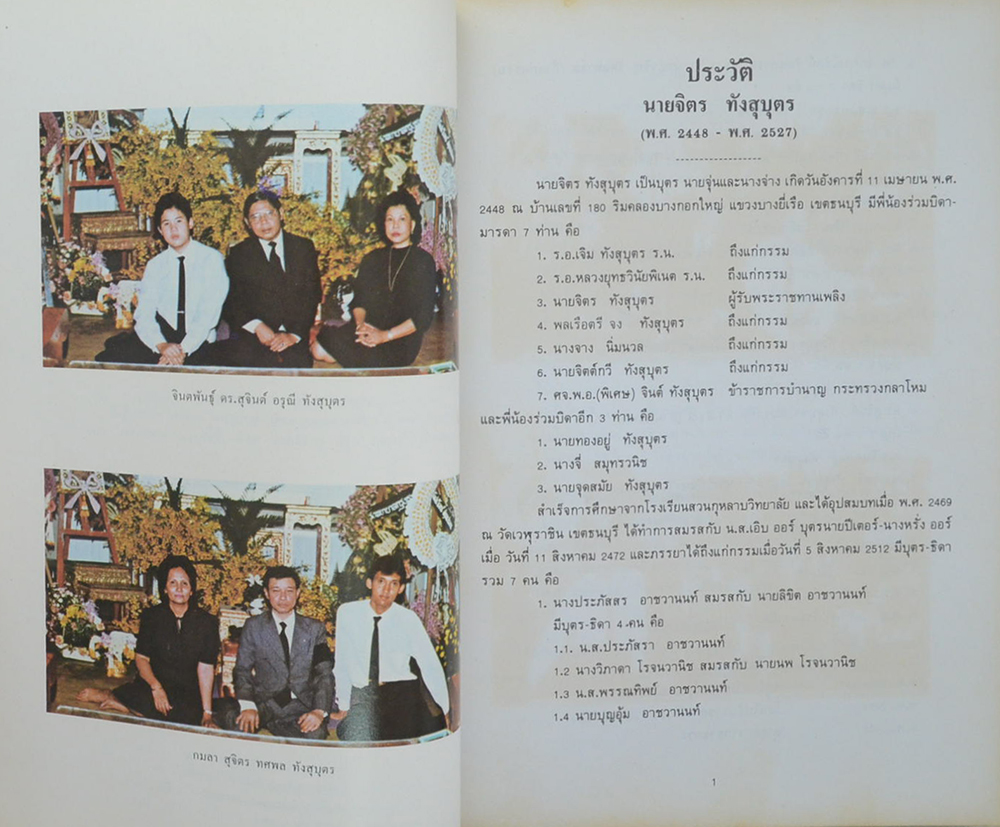 จินตพันธุ์ ดร.สุจินต์ อรุณี ทังสุบุตร
กมลา สุจิตร ทศพล ทังสุบุตร
ประวัติ
นายจิตร ทังสุบุตร
(พ.ศ. 2448 - พ.ศ. 2527)
นายจิตร ทังสุบุตร เป็นบุตร นายจุ่นและนางจ่าง เกิดวันอังคารที่ 11 เมษายน พ.ศ.
2448 ณ บ้านเลขที่ 180 ริมคลองบางกอกใหญ่ แขวงบางยี่เรือ เขตธนบุรี มีพี่น้องร่วมบิดา-
มารดา 7 ท่าน คือ
1. ร.อ.เจิม ทังสุบุตร ร.น. ถึงแก่กรรม
2. ร.อ.หลวงยุทธวินัยพิเนต ร.น. ถึงแก่กรรม
3. นายจิตร ทังสุบุตร ผู้รับพระราชทานเพลิง
4. พลเรือตรี จง ทังสุบุตร ถึงแก่กรรม
5. นางจาง นิ่มนวล ถึงแก่กรรม
6. นายจิตต์กวี ทังสุบุตร ถึงแก่กรรม
7. ศจ.พ.อ.(พิเศษ) จินต์ ทังสุบุตร ข้าราชการบำนาญ กระทรวงกลาโหม
และพี่น้องร่วมบิดาอีก 3 ท่าน คือ
1. นายทองอยู่ ทังสุบุตร
2. นางจี่ สมุทรวนิช
3. นายจุดสมัย ทังสุบุตร
สำเร็จการศึกษาจากโรงเรียนสวนกุหลาบวิทยาลัย และได้อุปสมบทเมื่อ พ.ศ. 2469
ณ วัดเวฬุราชิน เขตธนบุรี ได้ทำการสมรสกับ น.ส.เอิบ ออร์ บุตรนายปีเตอร์-นางหรั่ง ออร์
เมื่อ วันที่ 11 สิงหาคม 2472 และภรรยาได้ถึงแก่กรรมเมื่อวันที่ 5 สิงหาคม 2512 มีบุตร-ธิดา
รวม 7 คน คือ
1. นางประภัสสร อาชวานนท์ สมรสกับ นายลิขิต อาชวานนท์
มีบุตร-ธิดา 4 คน คือ
1.1. น.ส.ประภัสรา อาชวานนท์
1.2 นางวิภาดา โรจนวานิช สมรสกับ นายนพ โรจนวานิช
1.3 น.ส.พรรณทิพย์ อาชวานนท์
1.4 นายบุญอุ้ม อาชวานนท์
1